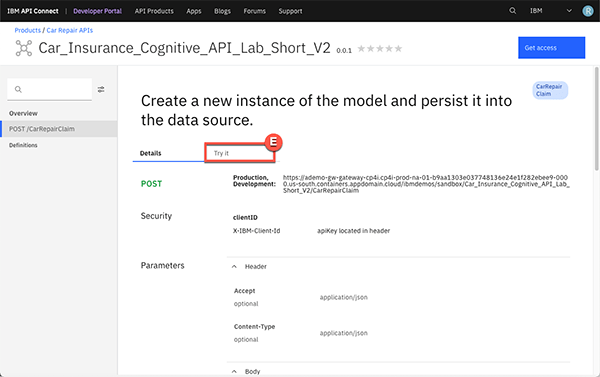 IBM API Connect Developer Portal API Products Apps Blogs Forums Support IBM R
Products / Car Repair APIs
Car_Insurance_Cognitive_API_Lab_Short_V2 0.0.1
Get access
Overview
POST /CarRepairClaim
Definitions
Create a new instance of the model and persist it into
the data source.
CarRepair
Claim
Details Try it E
POST
Production,
Development:
https://ademo-gw-gateway-cp4i.cp4i-prod-na-01-b9aa1303e037748136e24e1f282ebee9-000
0.us-south.containers.appdomain.cloud/ibmdemos/sandbox/Car_Insurance_Cognitive_API_Lab_
Short_V2/CarRepairClaim
Security clientID
X-IBM-Client-Id apiKey located in header
Parameters Header
Accept
optional application/json
Content-Type
optional application/json
Body